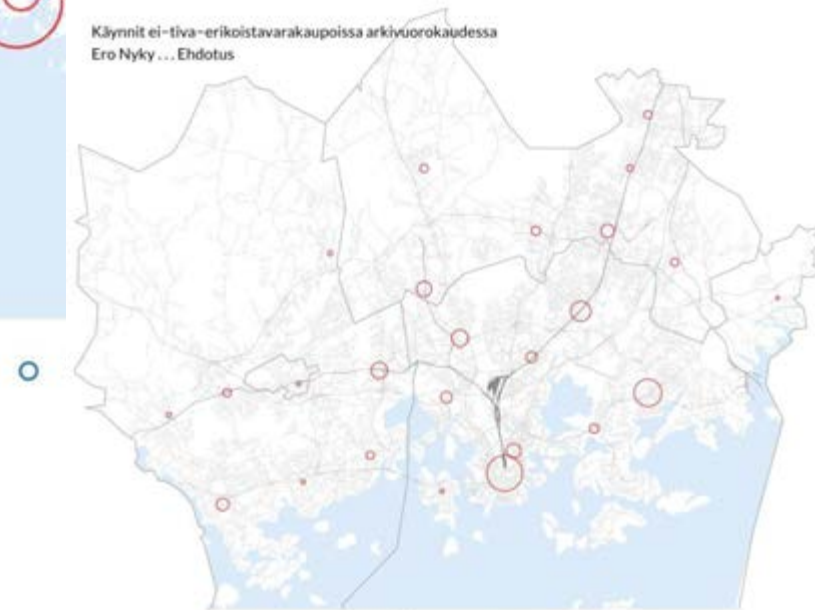 Käynnit ei-tiva-erikoistavarakaupoissa arkivuorokaudessa
Ero Nyky ... Ehdotus